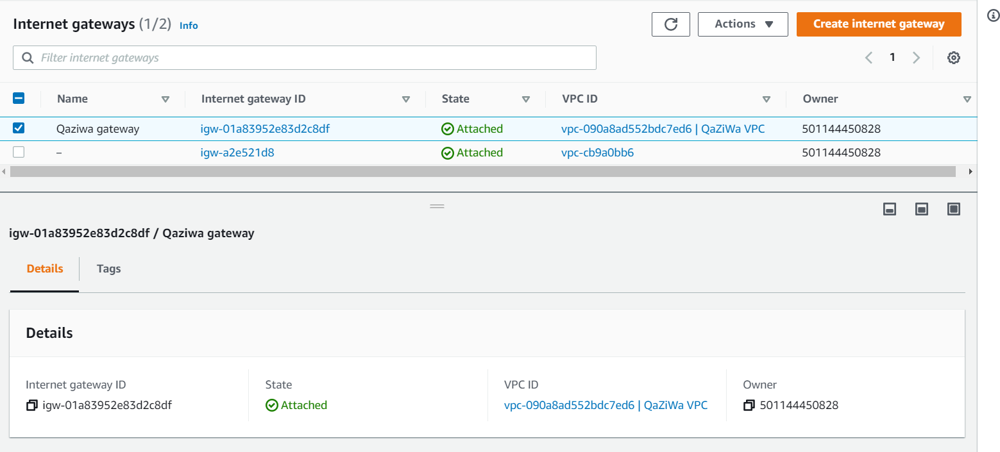 Internet gateways (1/2) Info
Actions
Create internet gateway
Filter internet gateways
1
Name Internet gateway ID State VPC ID Owner
Qaziwa gateway igw-01a83952e83d2c8df Attached vpc-090a8ad552bdc7ed6 | QaZiWa VPC 501144450828
– igw-a2e521d8 Attached vpc-cb9a0bb6 501144450828
igw-01a83952e83d2c8df / Qaziwa gateway
Details Tags
Details
Internet gateway ID State VPC ID Owner
igw-01a83952e83d2c8df Attached vpc-090a8ad552bdc7ed6 | QaZiWa VPC 501144450828